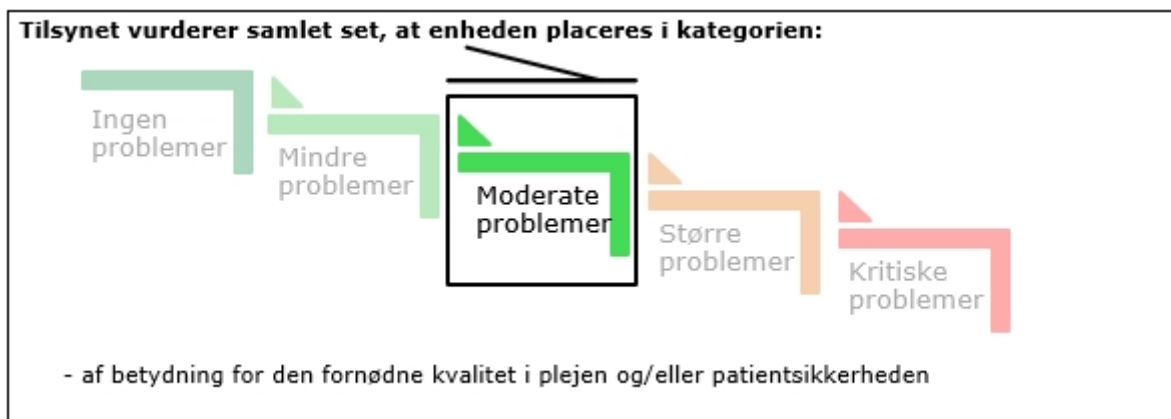 Tilsynet vurderer samlet set, at enheden placeres i kategorien:
Ingen
problemer
Mindre
problemer
Moderate
problemer
Større
problemer
Kritiske
problemer
- af betydning for den fornødne kvalitet i plejen og/eller patientsikkerheden